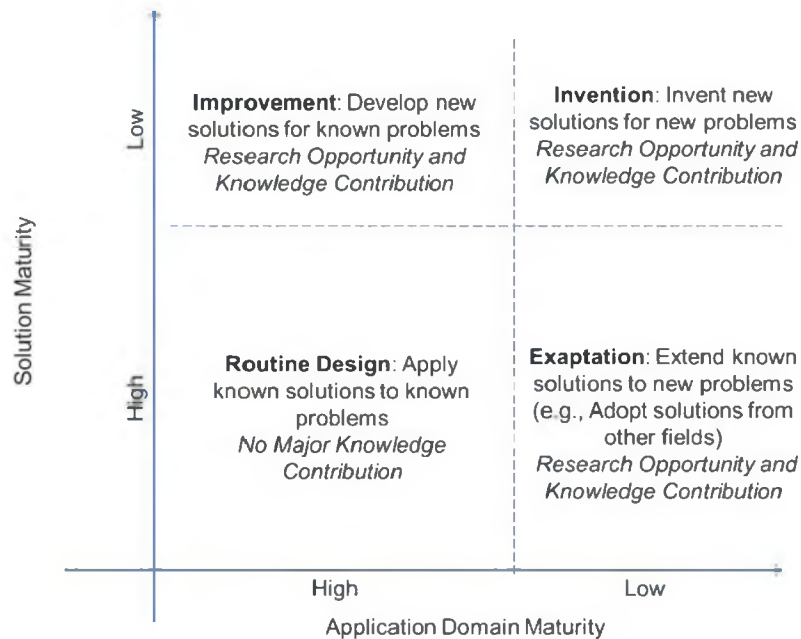 Improvement: Develop new
solutions for known problems
Research Opportunity and
Knowledge Contribution
Invention: Invent new
solutions for new problems
Research Opportunity and
Knowledge Contribution
Low
Solution Maturity
High
Routine Design: Apply
known solutions to known
problems
No Major Knowledge
Contribution
Exaptation: Extend known
solutions to new problems
(e.g., Adopt solutions from
other fields)
Research Opportunity and
Knowledge Contribution
High
Low
Application Domain Maturity